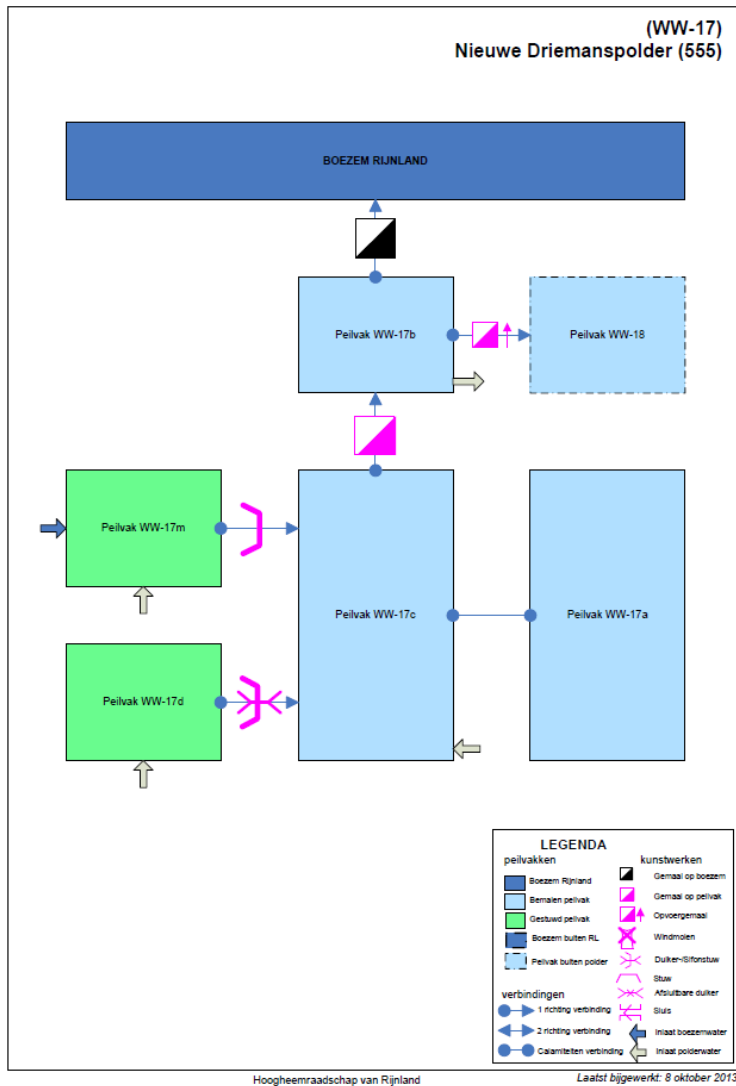 (WW-17)
Nieuwe Driemanspolder (555)
BOEZEM RIJNLAND
Peilvak WW-17b
Peilvak WW-18
Peilvak WW-17m
Peilvak WW-17c
Peilvak WW-17a
Peilvak WW-17d
LEGENDA
peilvakken
Boezem Rijnland
Bemalen peilvak
Gestuwd peilvak
Boezem buiten RL
Peilvak buiten polder
verbindingen
1 richting verbinding
2 richting verbinding
Calamiteiten verbinding
kunstwerken
Gemaal op boezem
Gemaal op peilvak
Opvoergemaal
Windmolen
Duiker-/Sifonstuw
Stuw
Afsluitbare duiker
Sluis
Inlaat boezemwater
Inlaat polderwater
Hoogheemraadschap van Rijnland
Laatst bijgewerkt: 8 oktober 2013